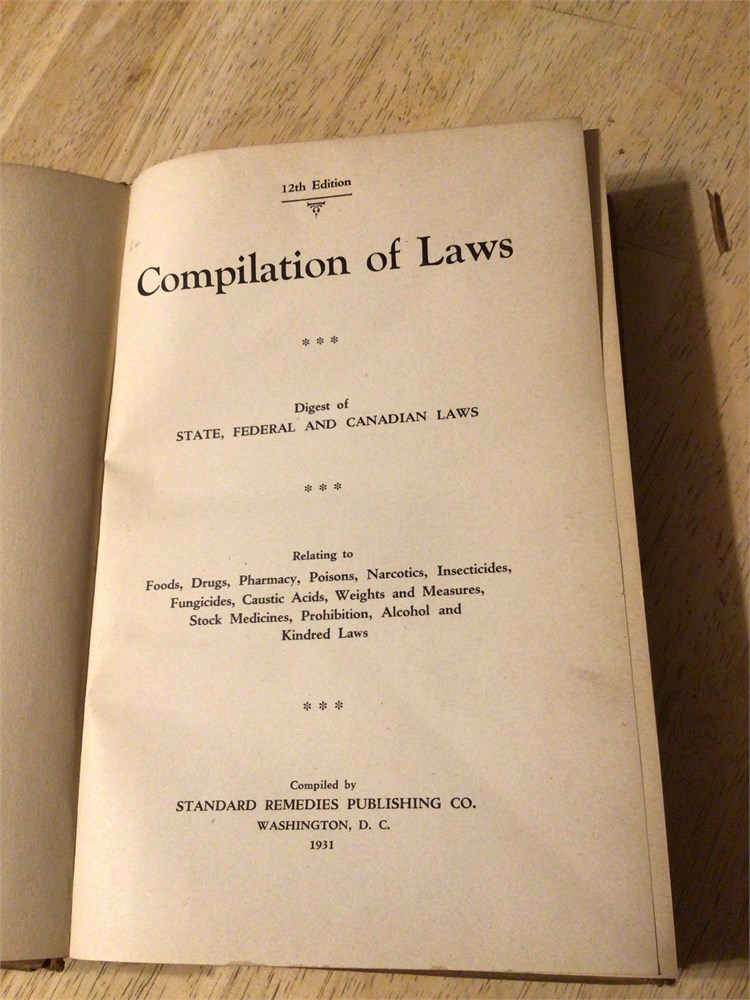 12th Edition
Compilation of Laws
* * *
Digest of
STATE, FEDERAL AND CANADIAN LAWS
* * *
Relating to
Foods, Drugs, Pharmacy, Poisons, Narcotics, Insecticides,
Fungicides, Caustic Acids, Weights and Measures,
Stock Medicines, Prohibition, Alcohol and
Kindred Laws
* * *
Compiled by
STANDARD REMEDIES PUBLISHING CO.
WASHINGTON, D. C.
1931